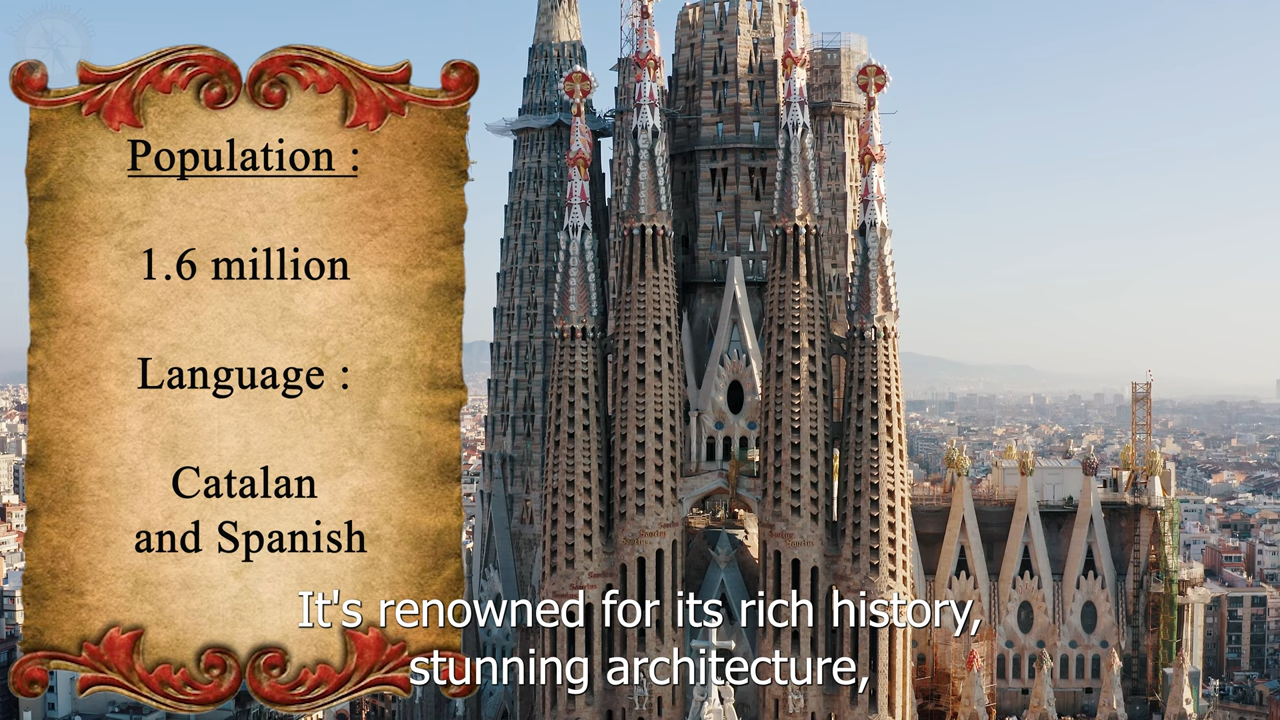 Population :
1.6 million
Language :
Catalan
and Spanish
It's renowned for its rich history,
stunning architecture,